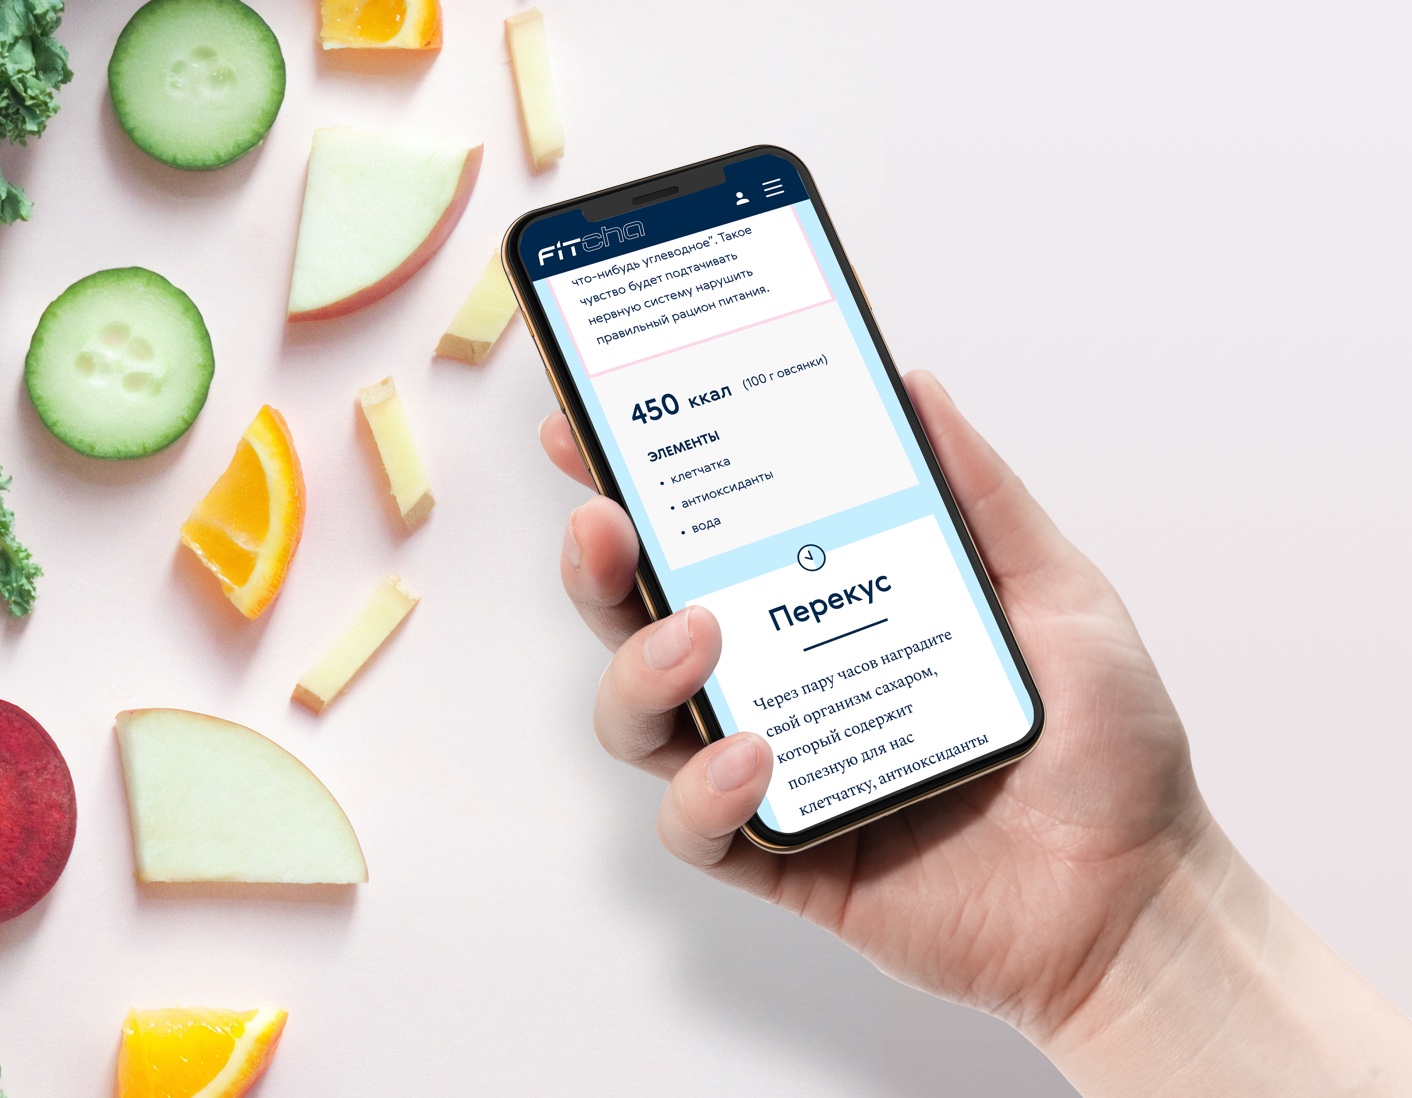 FITcha
что-нибудь углеводное”. Такое
чувство будет подтачивать
нервную систему нарушить
правильный рацион питания.
450 ккал (100 г овсянки)
ЭЛЕМЕНТЫ
• клетчатка
• антиоксиданты
• вода
Перекус
Через пару часов наградите
свой организм сахаром,
который содержит
полезную для нас
клетчатку, антиоксиданты